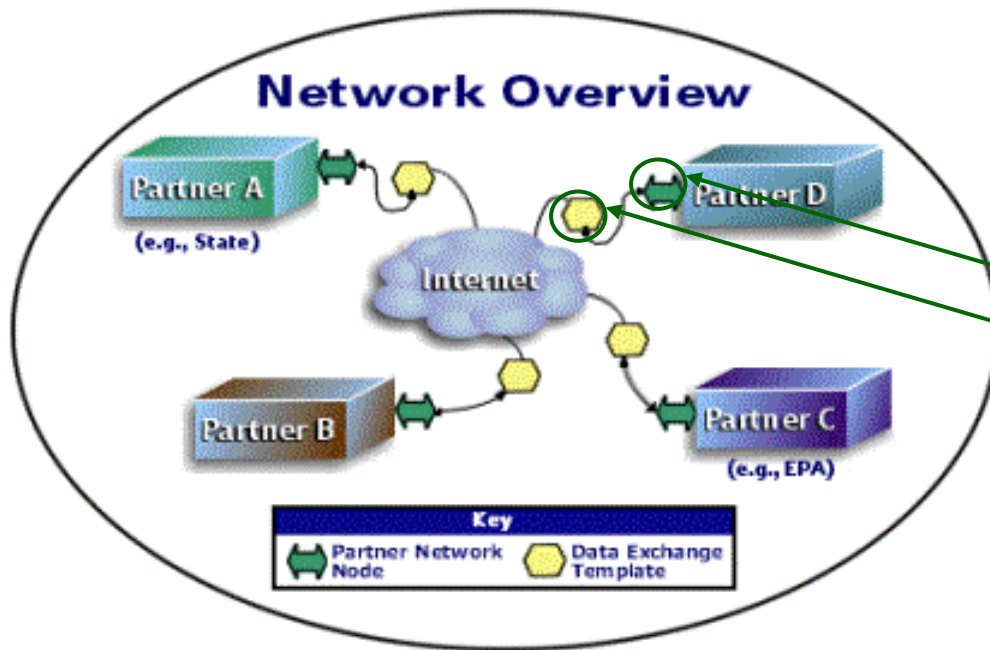 Network Overview
Partner A
(e.g., State)
Partner D
Internet
Partner B
Partner C
(e.g., EPA)
Key
Partner Network
Node
Data Exchange
Template